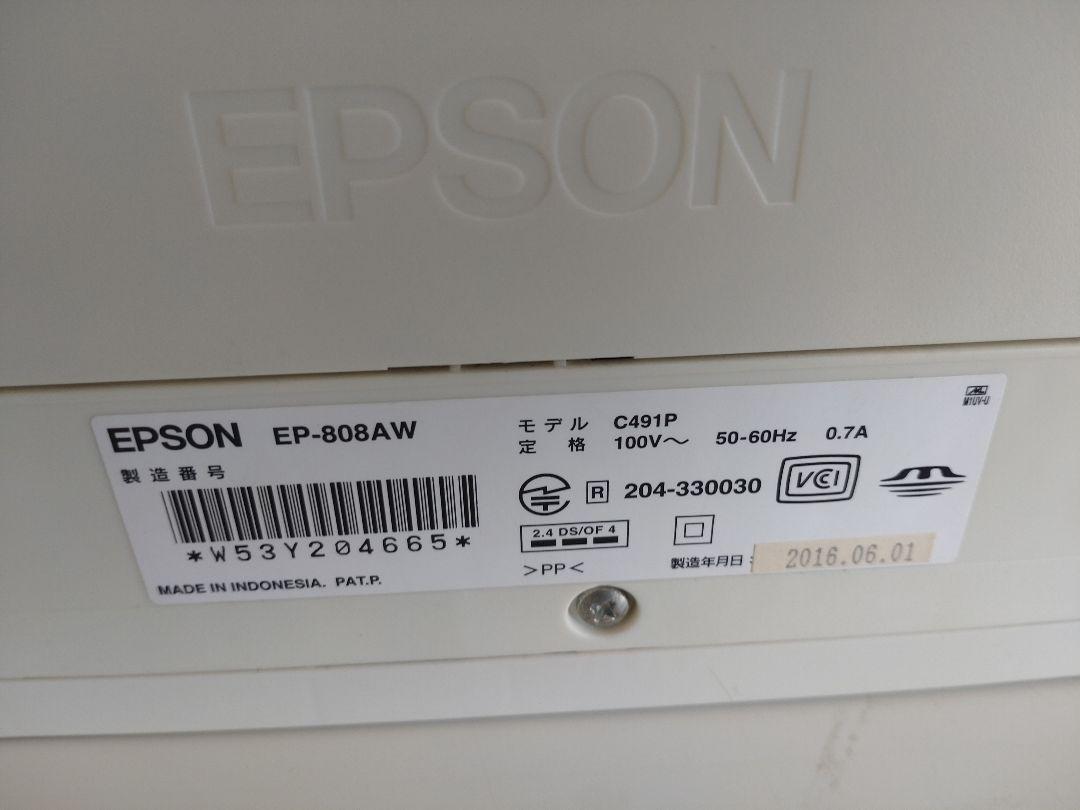 EPSON
EPSON EP-808AW
製造番号
*W53Y204665*
MADE IN INDONESIA. PAT.P.
モデル C491P
定格 100V～ 50-60Hz 0.7A
R 204-330030 VCCI
2.4 DS/OF 4
>PP<
製造年月日: 2016.06.01
M1UV-U